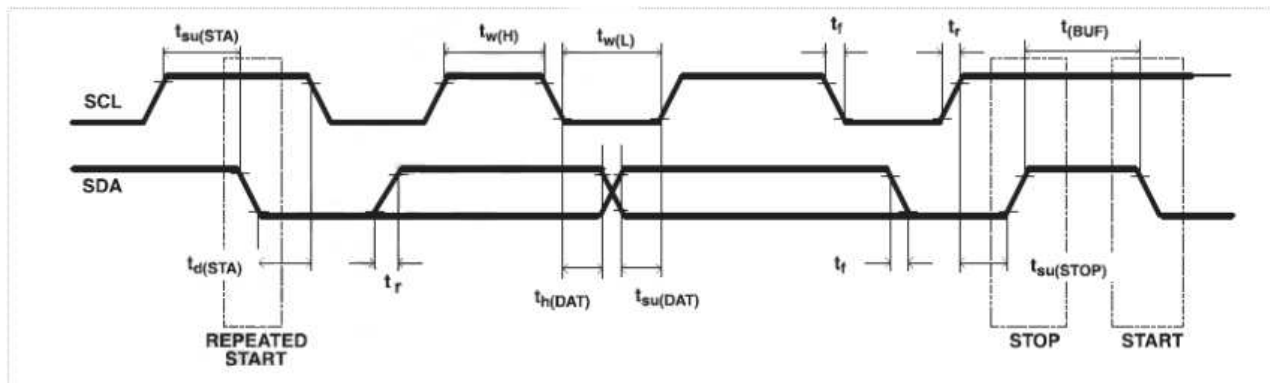 tsu(STA)
tw(H)
tw(L)
tf
tr
t(BUF)
SCL
SDA
td(STA)
tr
th(DAT)
tsu(DAT)
tf
tsu(STOP)
REPEATED
START
STOP
START